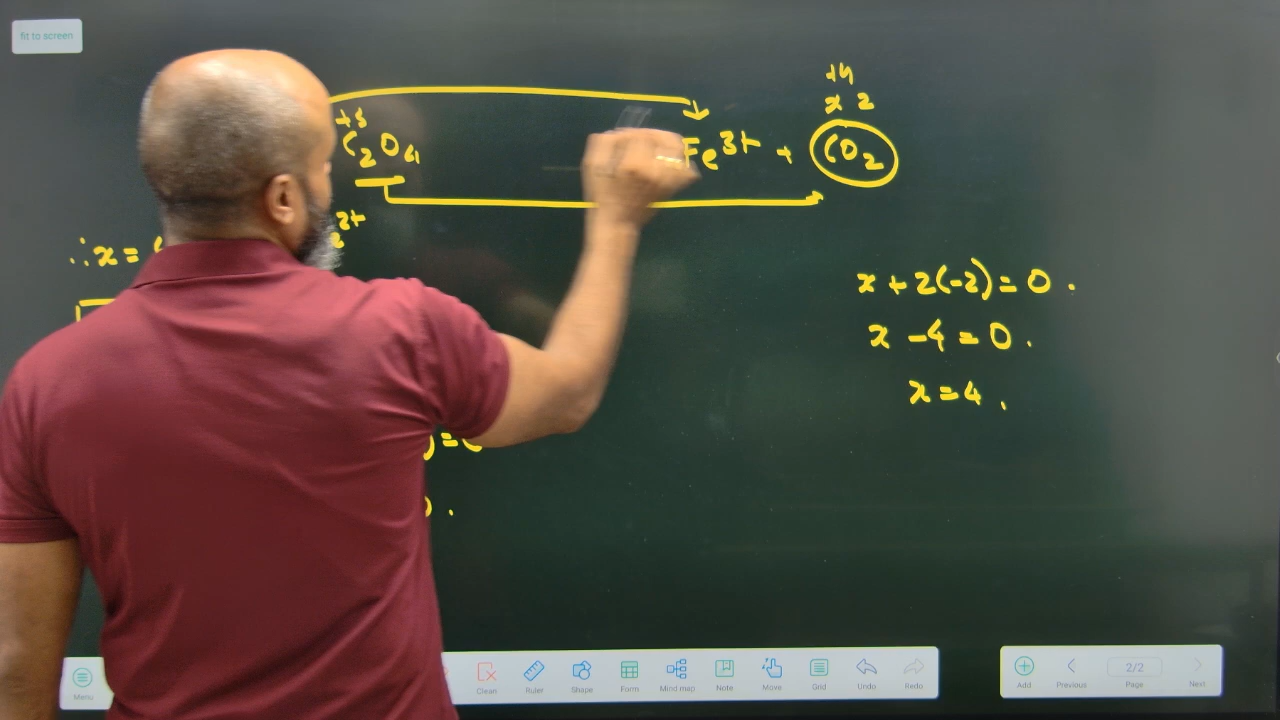 fit to screen
+4
x 2
+3
C₂O₄ Fe³⁺ + CO₂
²⁺
∴x =
x + 2(-2) = 0 .
x - 4 = 0 .
x = 4 .
) =
.
Menu Clean Ruler Shape Form Mind map Note Move Grid Undo Redo Add Previous 2/2 Page Next